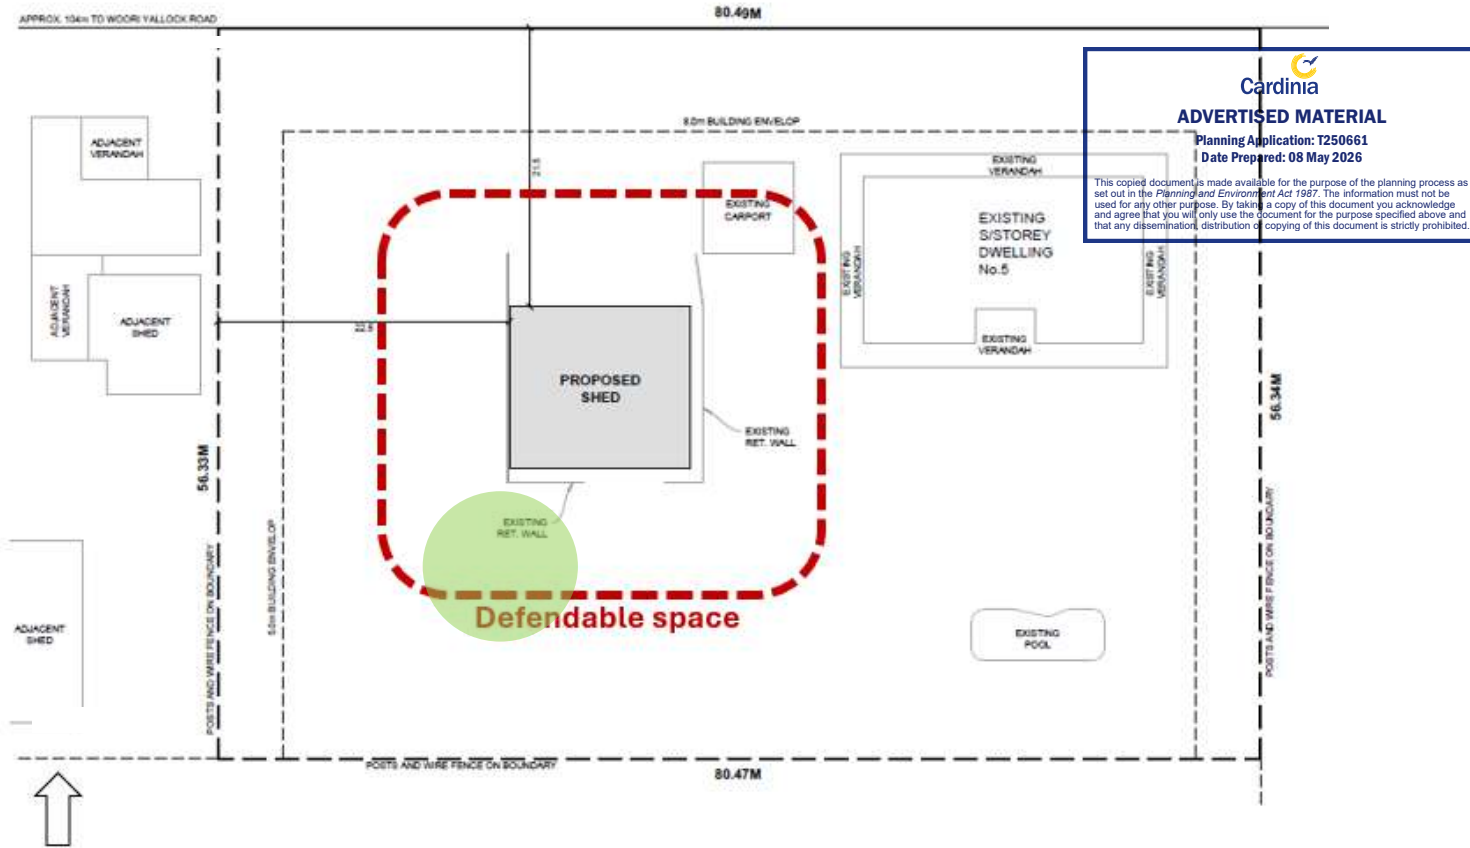 APPROX. 104m TO WOORI YALLOCK ROAD
80.49M
Cardinia
ADVERTISED MATERIAL
Planning Application: T250661
Date Prepared: 08 May 2026
This copied document is made available for the purpose of the planning process as
set out in the Planning and Environment Act 1987. The information must not be
used for any other purpose. By taking a copy of this document you acknowledge
and agree that you will only use the document for the purpose specified above and
that any dissemination, distribution or copying of this document is strictly prohibited.
8.0m BUILDING ENVELOP
ADJACENT
VERANDAH
21.5
EXISTING
VERANDAH
EXISTING
CARPORT
EXISTING
S/STOREY
DWELLING
No.5
EXISTING
VERANDAH
EXISTING
VERANDAH
ADJACENT
VERANDAH
ADJACENT
SHED
22.5
EXISTING
VERANDAH
PROPOSED
SHED
56.34M
EXISTING
RET. WALL
56.33M
EXISTING
RET. WALL
5.0m BUILDING ENVELOP
POSTS AND WIRE FENCE ON BOUNDARY
POSTS AND WIRE FENCE ON BOUNDARY
Defendable space
ADJACENT
SHED
EXISTING
POOL
POSTS AND WIRE FENCE ON BOUNDARY
80.47M